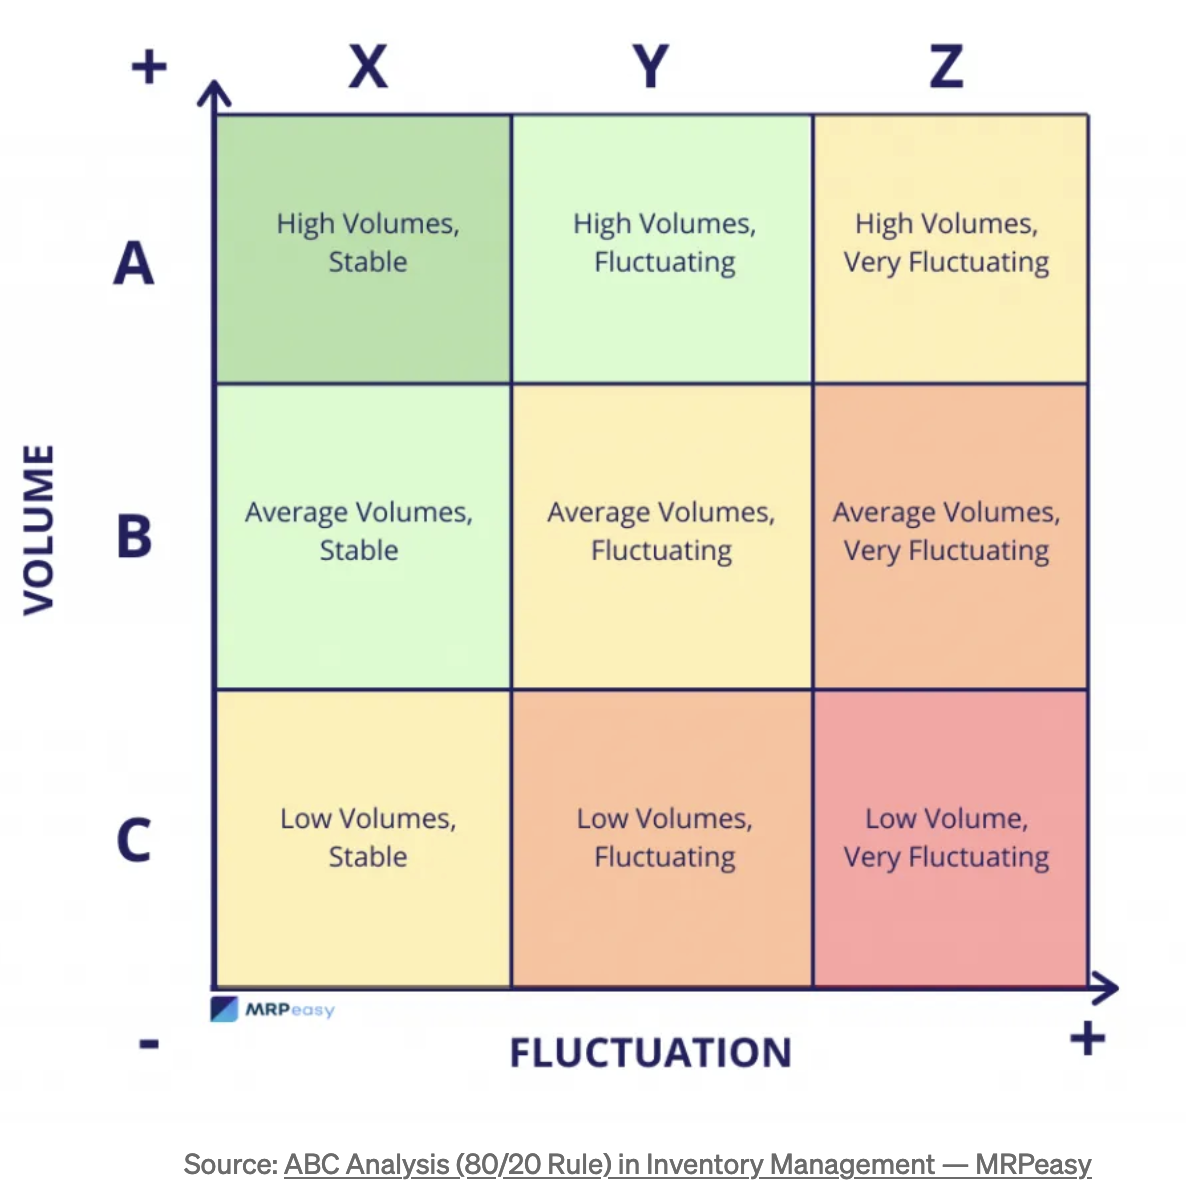 +
X
Y
Z
A
High Volumes,
Stable
High Volumes,
Fluctuating
High Volumes,
Very Fluctuating
VOLUME
B
Average Volumes,
Stable
Average Volumes,
Fluctuating
Average Volumes,
Very Fluctuating
C
Low Volumes,
Stable
Low Volumes,
Fluctuating
Low Volume,
Very Fluctuating
MRPeasy
-
FLUCTUATION
+
Source: ABC Analysis (80/20 Rule) in Inventory Management — MRPeasy